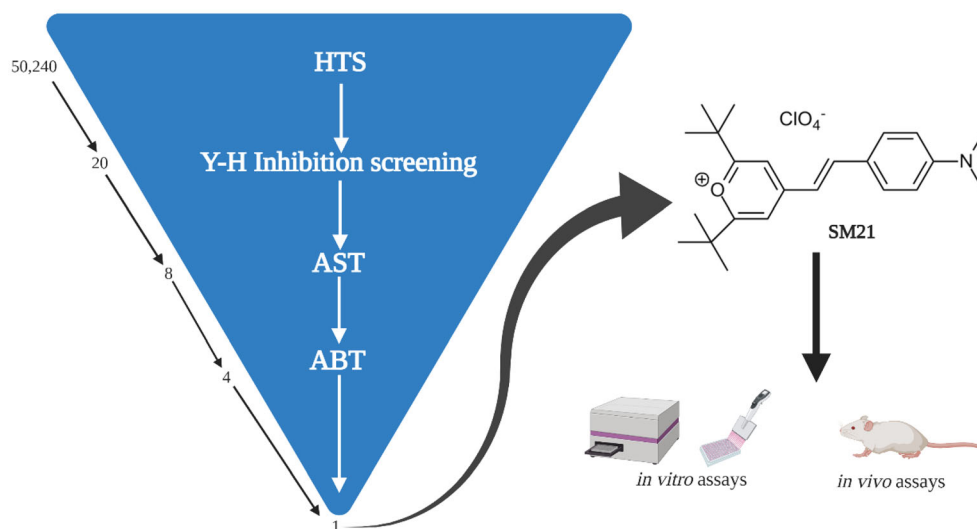 50,240
20
8
4
1
HTS
Y-H Inhibition screening
AST
ABT
ClO4-
O
⊕
N
SM21
in vitro assays
in vivo assays